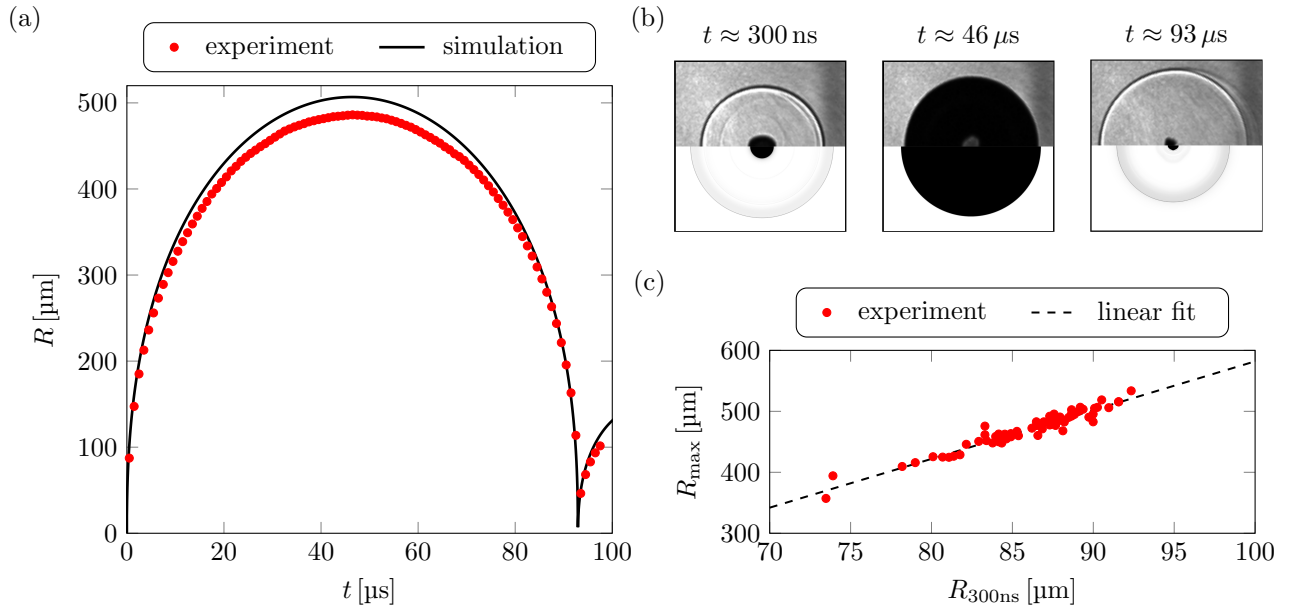 (a)
experiment simulation
500
400
300
200
100
0
R [µm]
0 20 40 60 80 100
t [µs]
(b)
t ≈ 300 ns t ≈ 46 µs t ≈ 93 µs
(c)
experiment linear fit
600
500
400
300
R_max [µm]
70 75 80 85 90 95 100
R_300ns [µm]